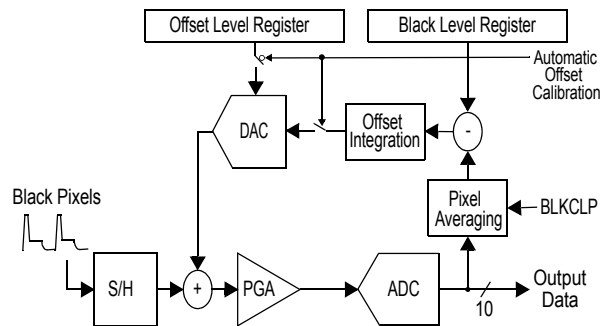 Offset Level Register
Black Level Register
Automatic
Offset
Calibration
DAC
Offset
Integration
-
Black Pixels
Pixel
Averaging
BLKCLP
S/H
+
PGA
ADC
10
Output
Data